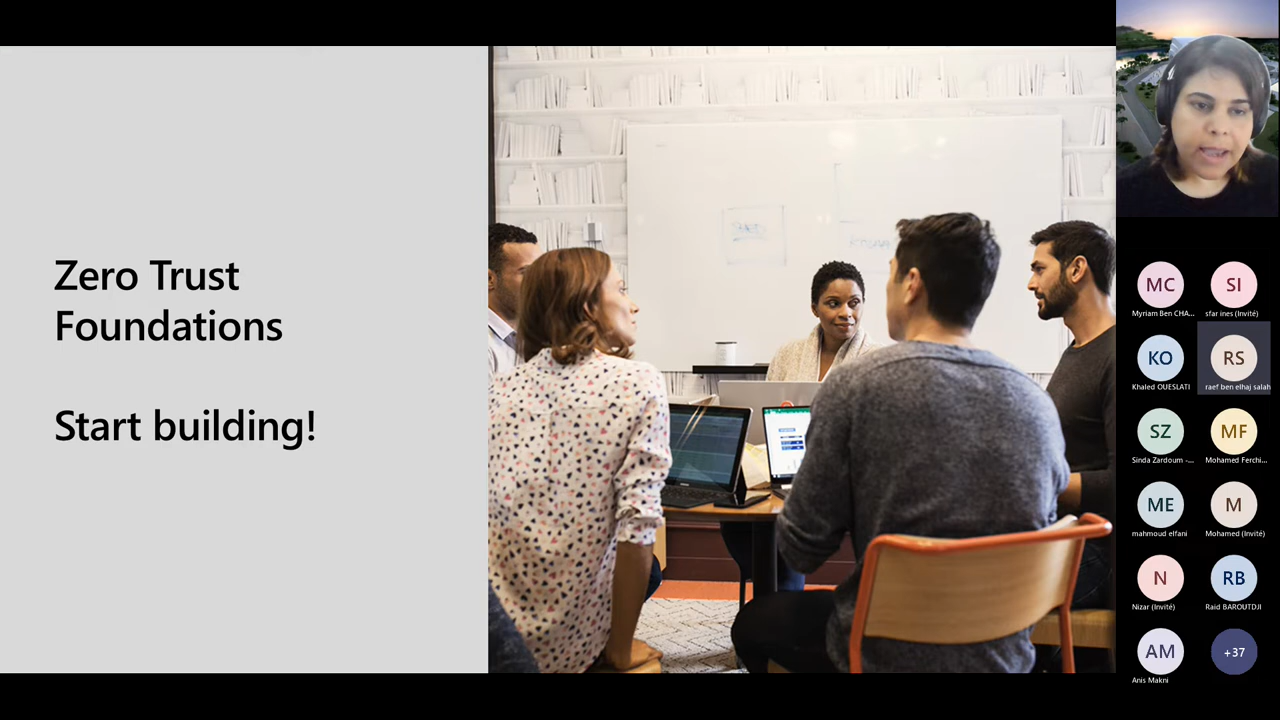 Zero Trust
Foundations
Start building!
MC
SI
Myriam Ben CHA...
sfar ines (Invité)
KO
RS
Khaled OUESLATI
raef ben elhaj salah
SZ
MF
Sinda Zardoum -...
Mohamed Ferchi...
ME
M
mahmoud elfani
Mohamed (Invité)
N
RB
Nizar (Invité)
Raid BAROUTDJI
AM
+37
Anis Makni